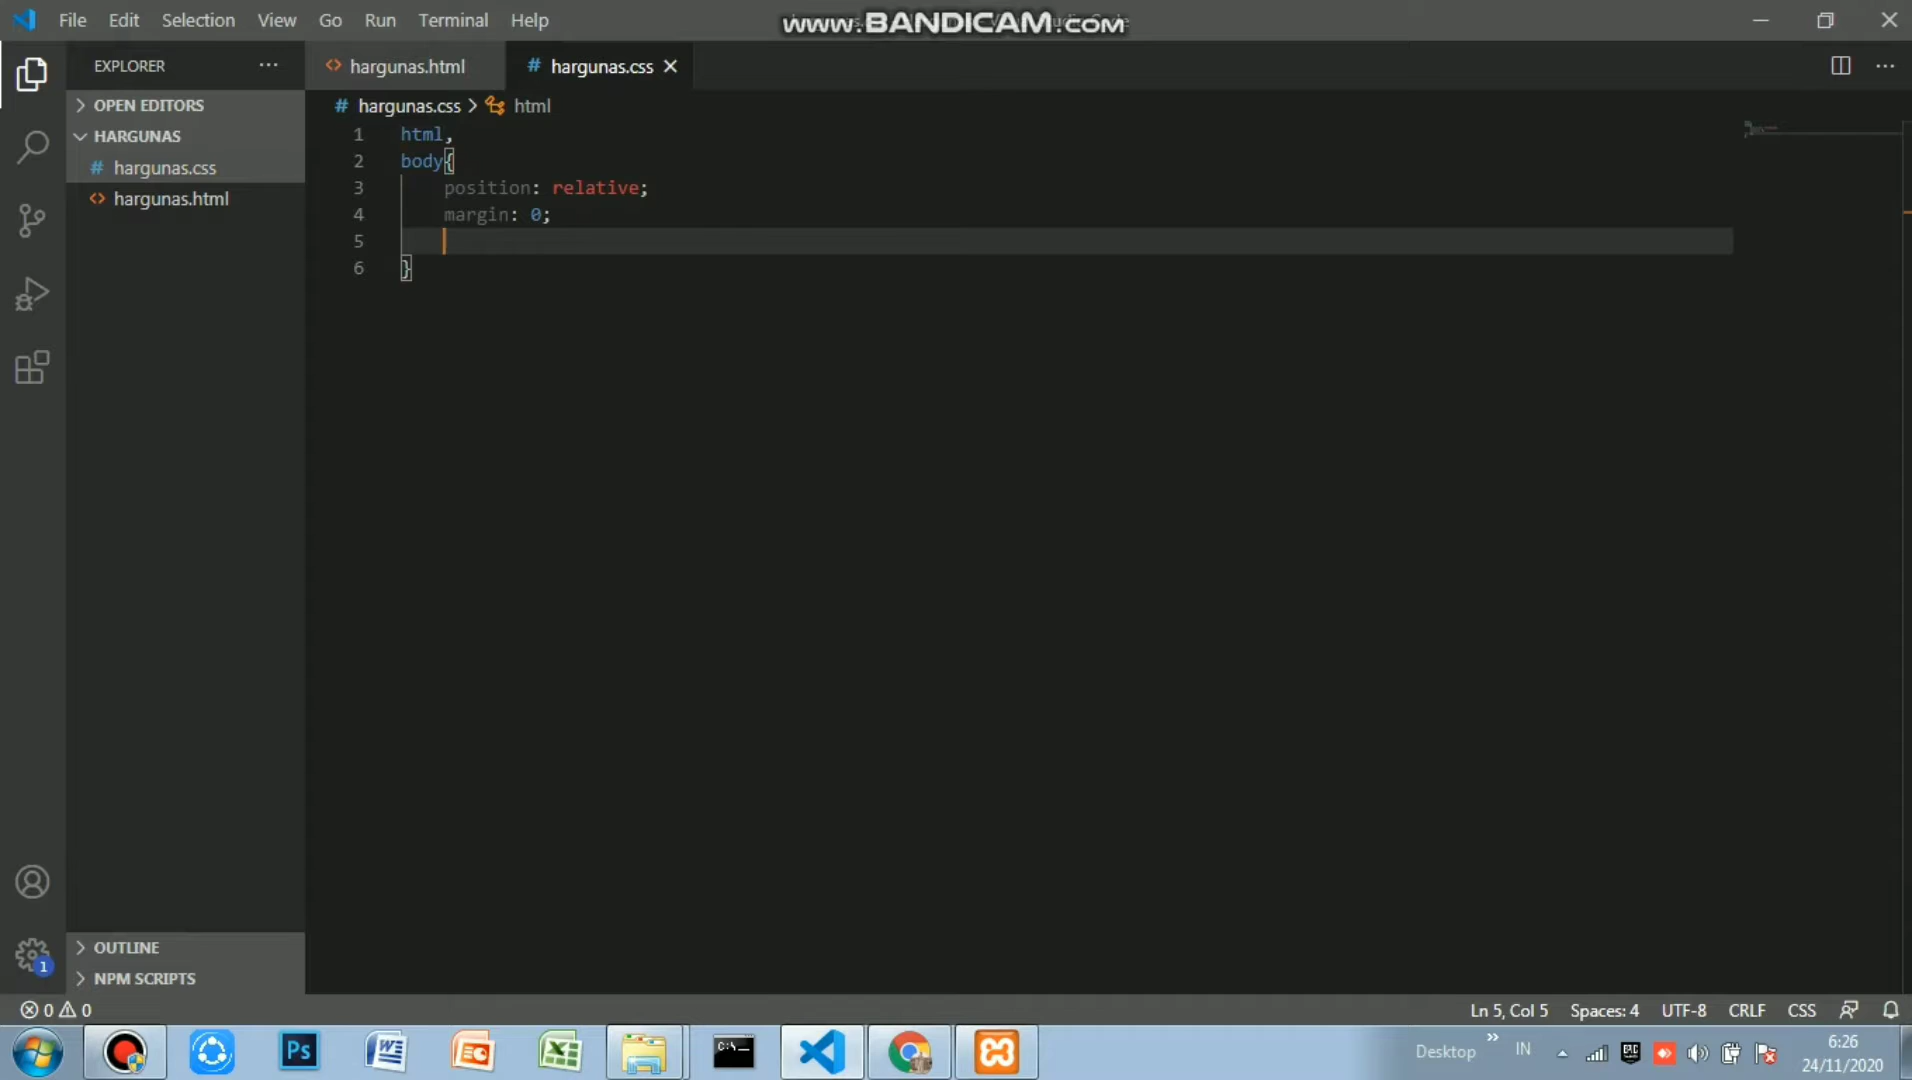 File Edit Selection View Go Run Terminal Help
www.BANDICAM.com
EXPLORER
hargunas.html
# hargunas.css
OPEN EDITORS
# hargunas.css > html
HARGUNAS
# hargunas.css
<> hargunas.html
1 html,
2 body{
3 position: relative;
4 margin: 0;
5
6 }
OUTLINE
NPM SCRIPTS
0 0
Ln 5, Col 5 Spaces: 4 UTF-8 CRLF CSS
1
Ps
C:\
Desktop
IN
6:26
24/11/2020